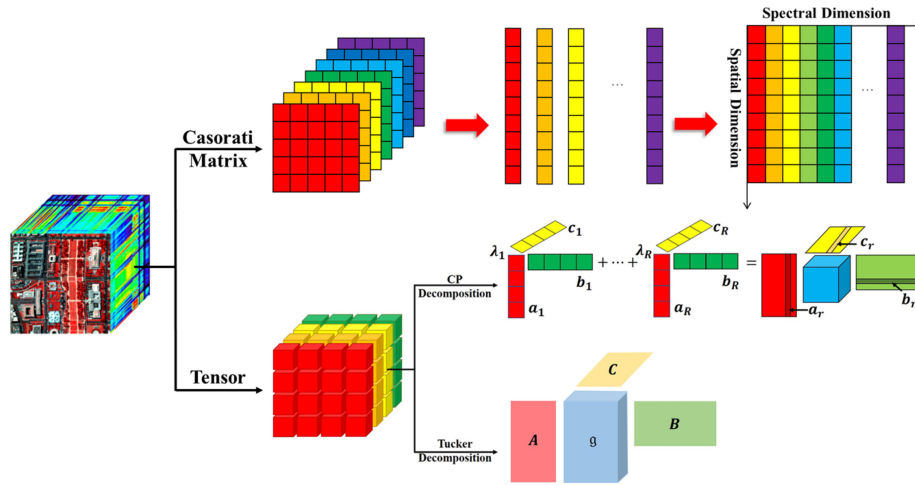 Spectral Dimension
Spatial Dimension
...
...
Casorati
Matrix
λ1
c1
a1
b1
+ ··· +
λR
cR
aR
bR
=
cr
ar
br
CP
Decomposition
Tensor
Tucker
Decomposition
A
C
g
B